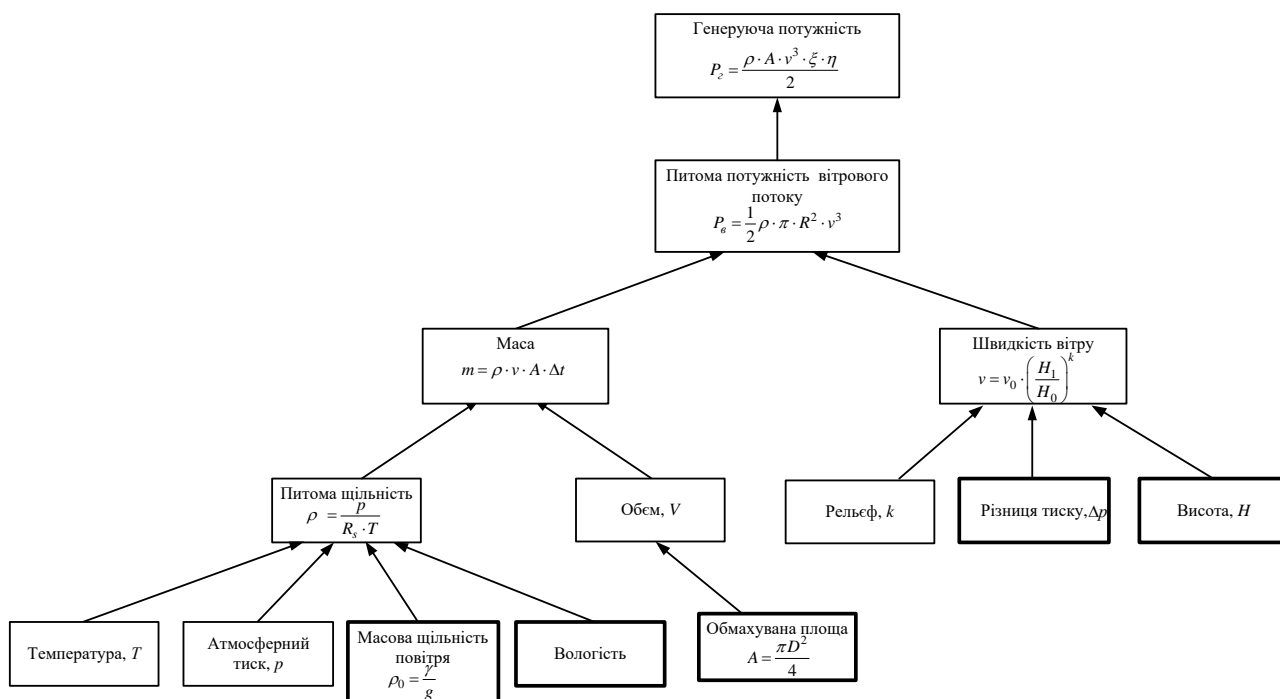 Генеруюча потужність
P_г = (ρ · A · v³ · ξ · η) / 2
Питома потужність вітрового
потоку
P_в = 1/2 ρ · π · R² · v³
Маса
m = ρ · v · A · Δt
Швидкість вітру
v = v₀ · (H₁ / H₀)^k
Питома щільність
ρ = p / (R_s · T)
Обєм, V
Рельєф, k
Різниця тиску,Δp
Висота, H
Температура, T
Атмосферний
тиск, p
Масова щільність
повітря
ρ₀ = γ / g
Вологість
Обмахувана площа
A = πD² / 4